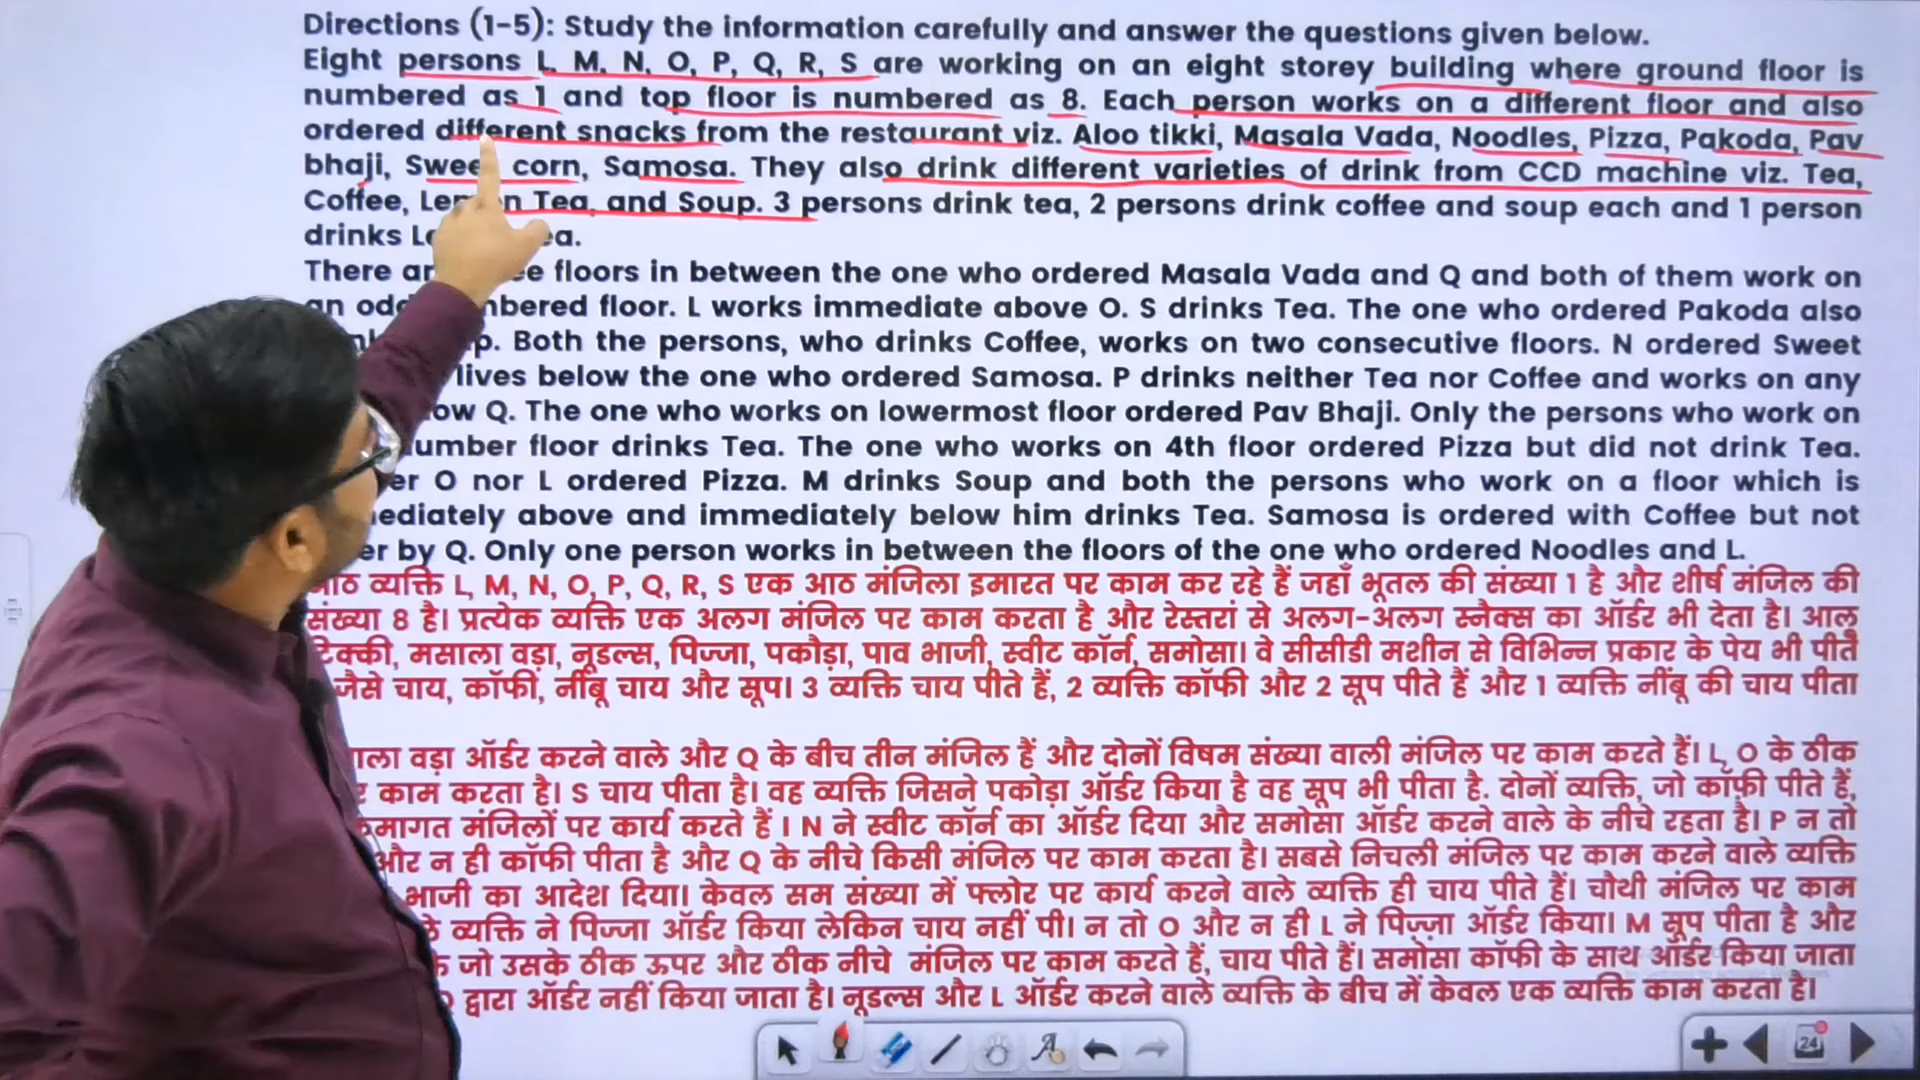 Directions (1-5): Study the information carefully and answer the questions given below.
Eight persons L, M, N, O, P, Q, R, S are working on an eight storey building where ground floor is
numbered as 1 and top floor is numbered as 8. Each person works on a different floor and also
ordered different snacks from the restaurant viz. Aloo tikki, Masala Vada, Noodles, Pizza, Pakoda, Pav
bhaji, Sweet corn, Samosa. They also drink different varieties of drink from CCD machine viz. Tea,
Coffee, Lemon Tea, and Soup. 3 persons drink tea, 2 persons drink coffee and soup each and 1 person
drinks
There floors in between the one who ordered Masala Vada and Q and both of them work on
floor. L works immediate above O. S drinks Tea. The one who ordered Pakoda also
Both the persons, who drinks Coffee, works on two consecutive floors. N ordered Sweet
lives below the one who ordered Samosa. P drinks neither Tea nor Coffee and works on any
Q. The one who works on lowermost floor ordered Pav Bhaji. Only the persons who work on
floor drinks Tea. The one who works on 4th floor ordered Pizza but did not drink Tea.
O nor L ordered Pizza. M drinks Soup and both the persons who work on a floor which is
above and immediately below him drinks Tea. Samosa is ordered with Coffee but not
by Q. Only one person works in between the floors of the one who ordered Noodles and L.
आठ व्यक्ति L, M, N, O, P, Q, R, S एक आठ मंजिला इमारत पर काम कर रहे हैं जहाँ भूतल की संख्या 1 है और शीर्ष मंजिल की
संख्या 8 है। प्रत्येक व्यक्ति एक अलग मंजिल पर काम करता है और रेस्तरां से अलग-अलग स्नैक्स का ऑर्डर भी देता है। आलू
टिक्की, मसाला वड़ा, नूडल्स, पिज्जा, पकौड़ा, पाव भाजी, स्वीट कॉर्न, समोसा। वे सीसीडी मशीन से विभिन्न प्रकार के पेय भी पीते
जैसे चाय, कॉफी, नींबू चाय और सूप। 3 व्यक्ति चाय पीते हैं, 2 व्यक्ति कॉफी और 2 सूप पीते हैं और 1 व्यक्ति नींबू की चाय पीता
वड़ा ऑर्डर करने वाले और Q के बीच तीन मंजिल हैं और दोनों विषम संख्या वाली मंजिल पर काम करते हैं। L, O के ठीक
काम करता है। S चाय पीता है। वह व्यक्ति जिसने पकोड़ा ऑर्डर किया है वह सूप भी पीता है. दोनों व्यक्ति, जो कॉफ़ी पीते हैं,
मंजिलों पर कार्य करते हैं । N ने स्वीट कॉर्न का ऑर्डर दिया और समोसा ऑर्डर करने वाले के नीचे रहता है। P न तो
और न ही कॉफी पीता है और Q के नीचे किसी मंजिल पर काम करता है। सबसे निचली मंजिल पर काम करने वाले व्यक्ति
भाजी का आदेश दिया। केवल सम संख्या में फ्लोर पर कार्य करने वाले व्यक्ति ही चाय पीते हैं। चौथी मंजिल पर काम
व्यक्ति ने पिज्जा ऑर्डर किया लेकिन चाय नहीं पी। न तो O और न ही L ने पिज़्जा ऑर्डर किया। M सूप पीता है और
जो उसके ठीक ऊपर और ठीक नीचे मंजिल पर काम करते हैं, चाय पीते हैं। समोसा कॉफी के साथ ऑर्डर किया जाता
द्वारा ऑर्डर नहीं किया जाता है। नूडल्स और L ऑर्डर करने वाले व्यक्ति के बीच में केवल एक व्यक्ति काम करता है।
24